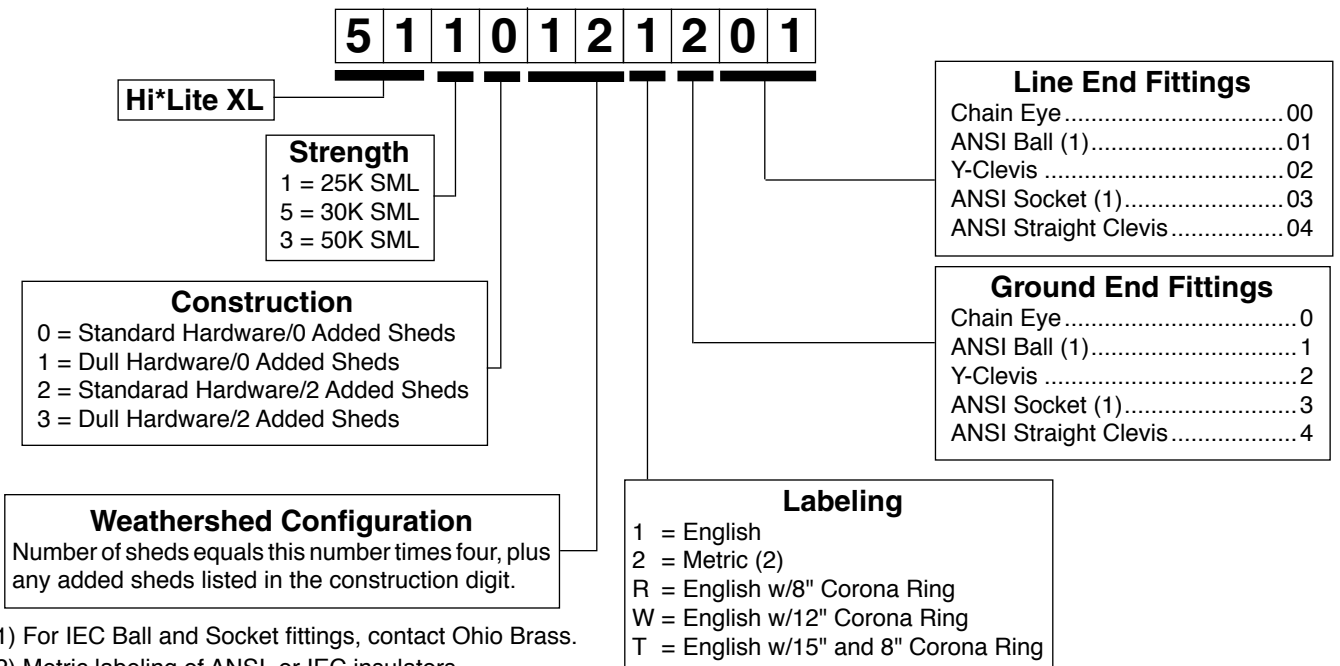 5 1 1 0 1 2 1 2 0 1
Hi*Lite XL
Strength
1 = 25K SML
5 = 30K SML
3 = 50K SML
Construction
0 = Standard Hardware/0 Added Sheds
1 = Dull Hardware/0 Added Sheds
2 = Standarad Hardware/2 Added Sheds
3 = Dull Hardware/2 Added Sheds
Weathershed Configuration
Number of sheds equals this number times four, plus
any added sheds listed in the construction digit.
Line End Fittings
Chain Eye.................................00
ANSI Ball (1).............................01
Y-Clevis ....................................02
ANSI Socket (1)........................03
ANSI Straight Clevis.................04
Ground End Fittings
Chain Eye...................................0
ANSI Ball (1)...............................1
Y-Clevis ......................................2
ANSI Socket (1)..........................3
ANSI Straight Clevis...................4
Labeling
1 = English
2 = Metric (2)
R = English w/8" Corona Ring
W = English w/12" Corona Ring
T = English w/15" and 8" Corona Ring
1) For IEC Ball and Socket fittings, contact Ohio Brass.
2) Metric labeling of ANSI or IEC insulators